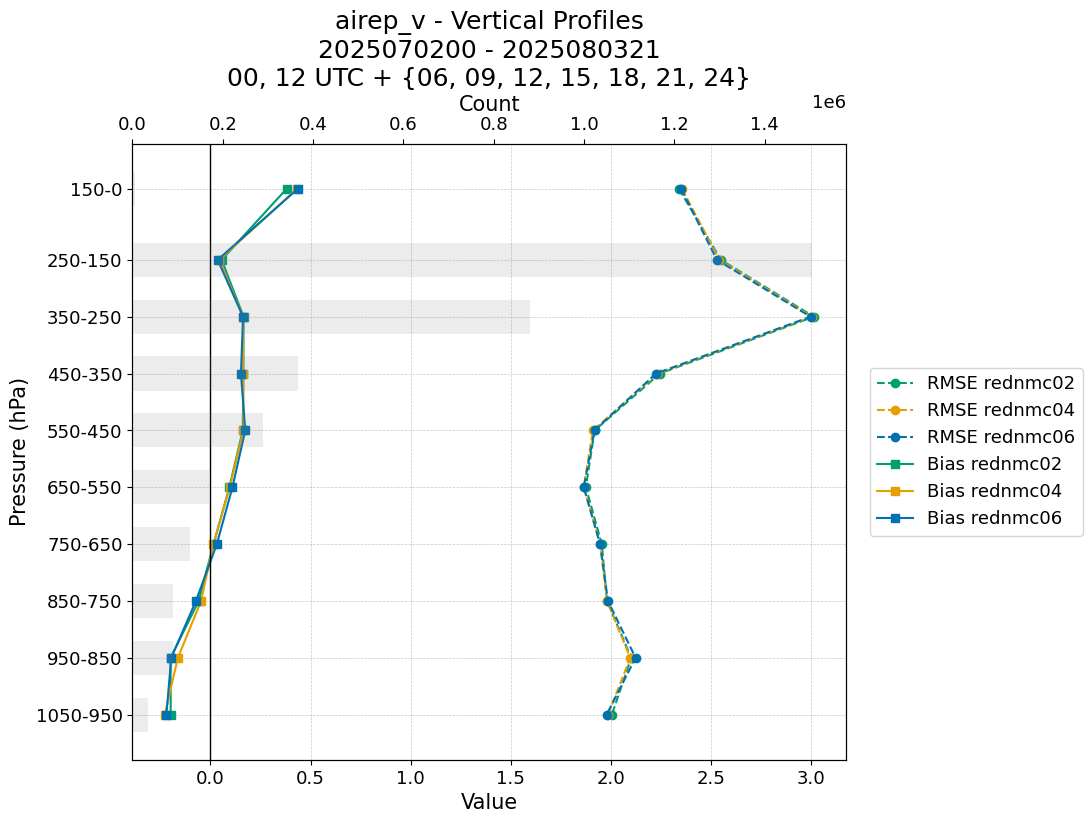 airep_v - Vertical Profiles
2025070200 - 2025080321
00, 12 UTC + {06, 09, 12, 15, 18, 21, 24}
Count
1e6
0.0 0.2 0.4 0.6 0.8 1.0 1.2 1.4
150-0
250-150
350-250
450-350
550-450
650-550
750-650
850-750
950-850
1050-950
Pressure (hPa)
0.0 0.5 1.0 1.5 2.0 2.5 3.0
Value
RMSE rednmc02
RMSE rednmc04
RMSE rednmc06
Bias rednmc02
Bias rednmc04
Bias rednmc06